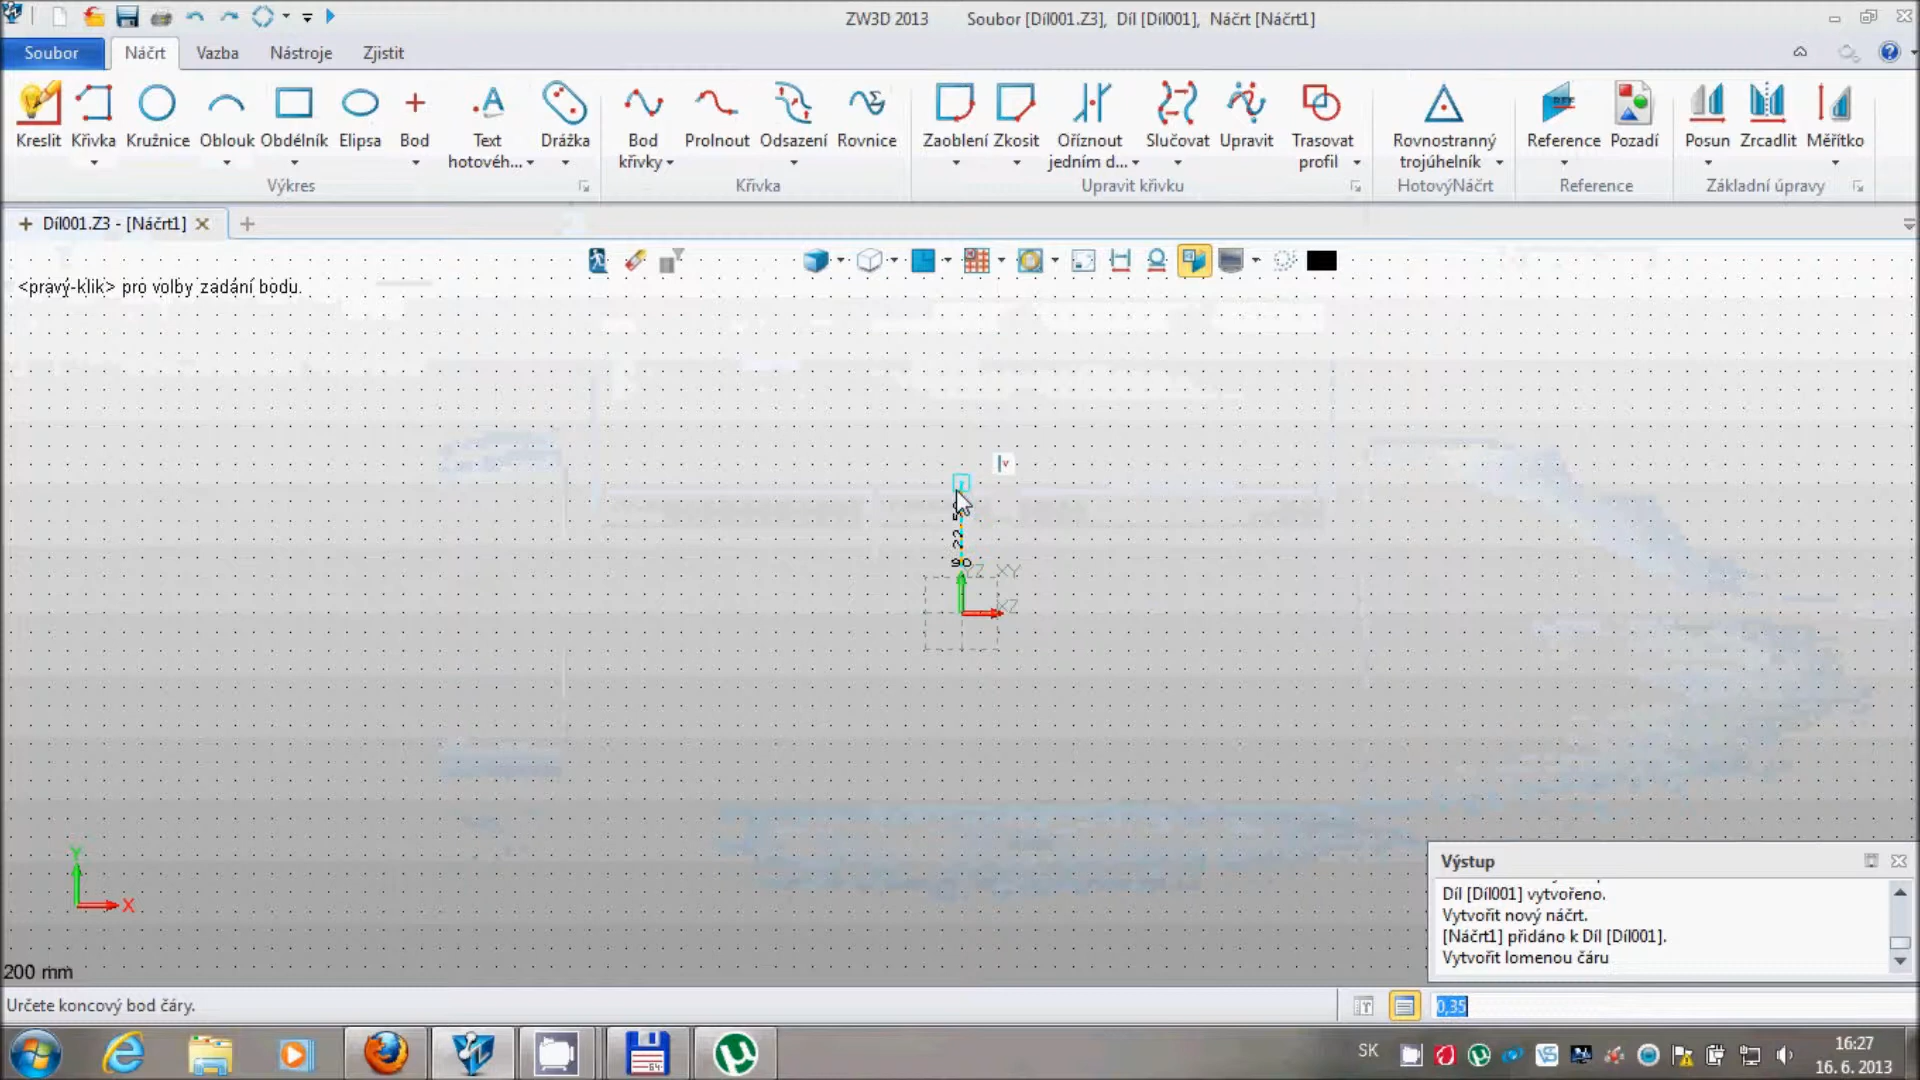 ZW3D 2013 Soubor [Díl001.Z3], Díl [Díl001], Náčrt [Náčrt1]
Soubor Náčrt Vazba Nástroje Zjistit
Kreslit Křivka Kružnice Oblouk Obdélník Elipsa Bod Text hotovéh... Drážka
Výkres
Bod křivky Prolnout Odsazení Rovnice
Křivka
Zaoblení Zkosit Oříznout jedním d... Slučovat Upravit Trasovat profil
Upravit křivku
Rovnostranný trojúhelník
HotovýNáčrt
Reference Pozadí
Reference
Posun Zrcadlit Měřítko
Základní úpravy
Díl001.Z3 - [Náčrt1]
<pravý-klik> pro volby zadání bodu.
v
90
YZ XY
XZ
Y
X
200 mm
Výstup
Díl [Díl001] vytvořeno.
Vytvořit nový náčrt.
[Náčrt1] přidáno k Díl [Díl001].
Vytvořit lomenou čáru
Určete koncový bod čáry.
0,35
SK
16:27
16. 6. 2013